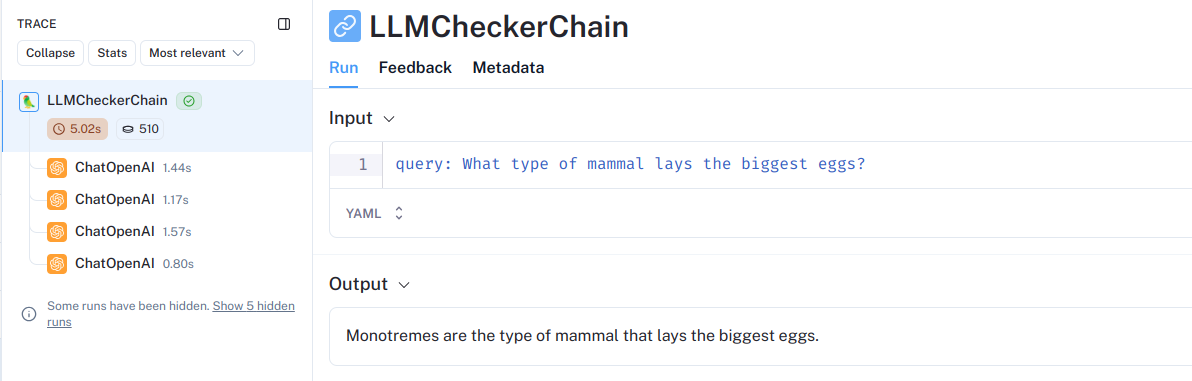 TRACE
Collapse
Stats
Most relevant
LLMCheckerChain
5.02s
510
ChatOpenAI 1.44s
ChatOpenAI 1.17s
ChatOpenAI 1.57s
ChatOpenAI 0.80s
Some runs have been hidden. Show 5 hidden
runs
LLMCheckerChain
Run
Feedback
Metadata
Input
1
query: What type of mammal lays the biggest eggs?
YAML
Output
Monotremes are the type of mammal that lays the biggest eggs.